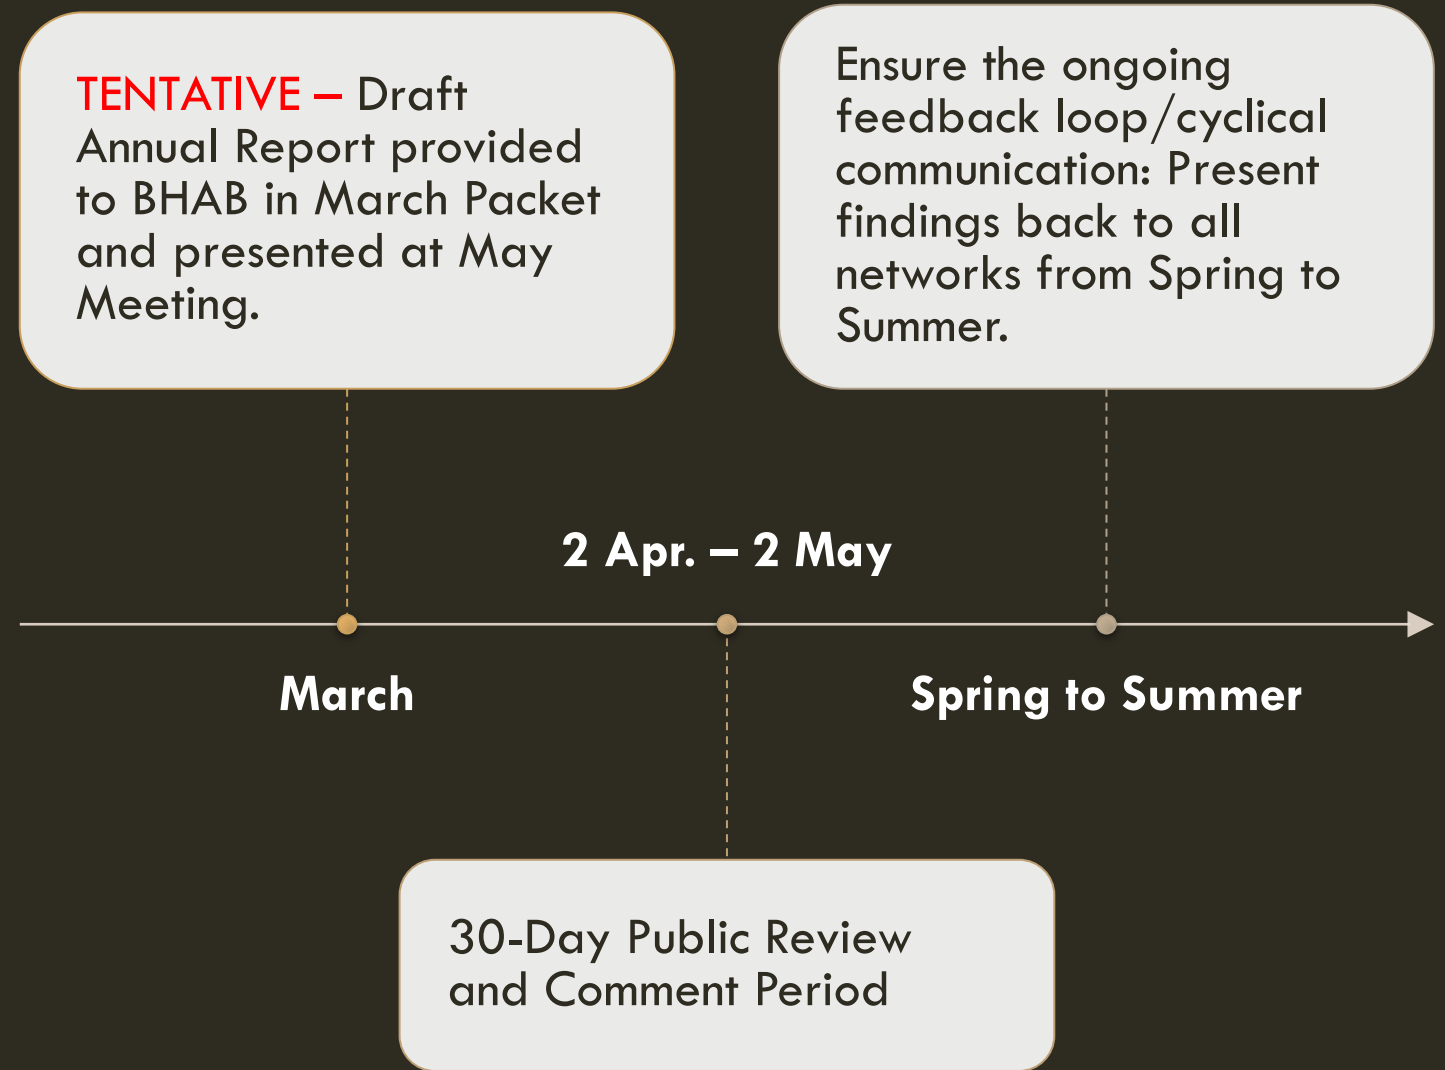 TENTATIVE – Draft
Annual Report provided
to BHAB in March Packet
and presented at May
Meeting.
Ensure the ongoing
feedback loop/cyclical
communication: Present
findings back to all
networks from Spring to
Summer.
2 Apr. – 2 May
March
Spring to Summer
30-Day Public Review
and Comment Period